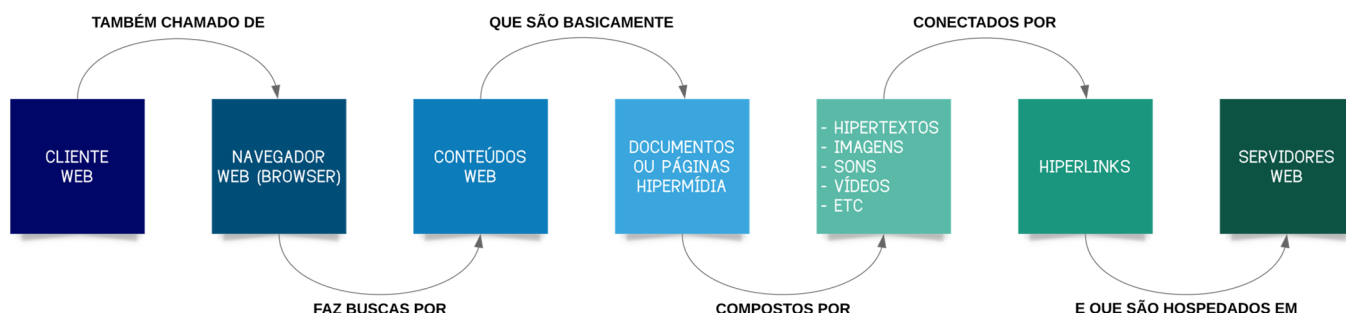 TAMBÉM CHAMADO DE
QUE SÃO BASICAMENTE
CONECTADOS POR
CLIENTE
WEB
NAVEGADOR
WEB (BROWSER)
CONTEÚDOS
WEB
DOCUMENTOS
OU PÁGINAS
HIPERMÍDIA
- HIPERTEXTOS
- IMAGENS
- SONS
- VÍDEOS
- ETC
HIPERLINKS
SERVIDORES
WEB
FAZ BUSCAS POR
COMPOSTOS POR
E QUE SÃO HOSPEDADOS EM